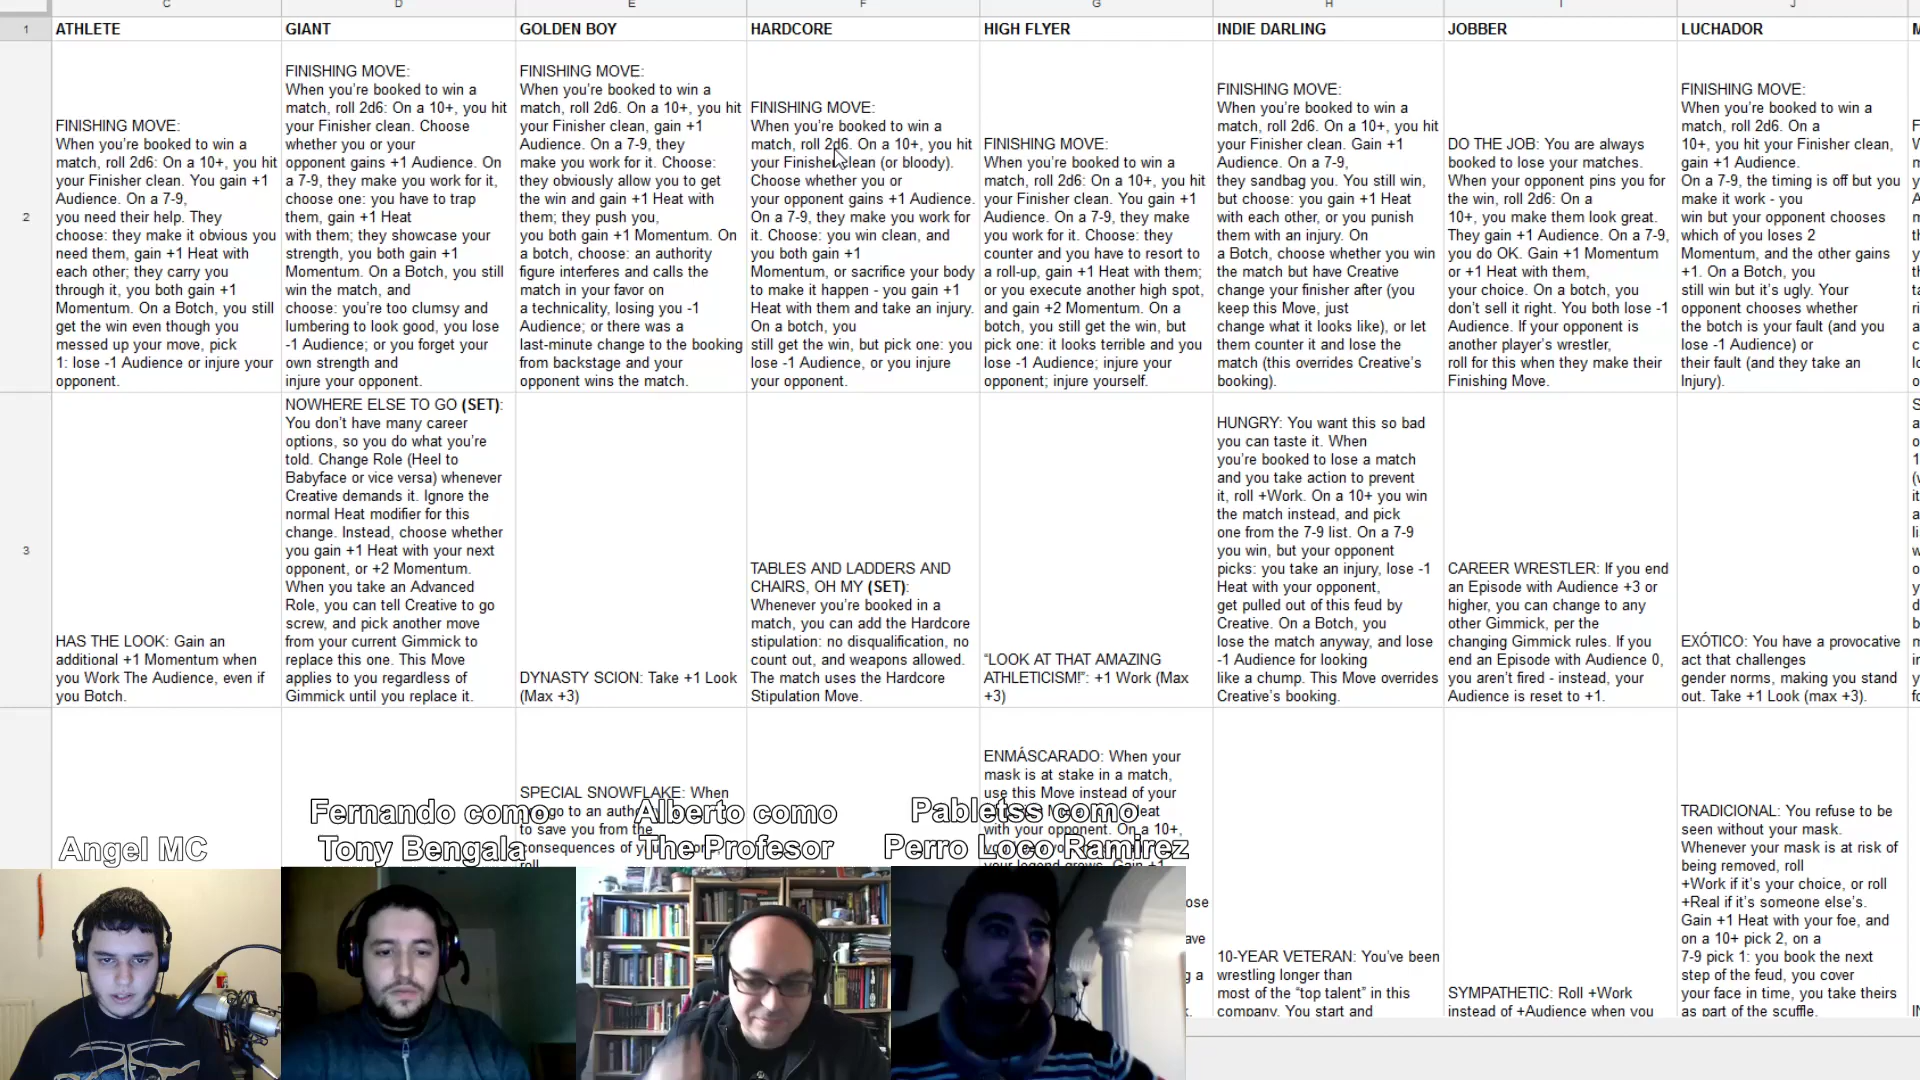 C D E F G H I J
1 ATHLETE GIANT GOLDEN BOY HARDCORE HIGH FLYER INDIE DARLING JOBBER LUCHADOR
2
FINISHING MOVE:
When you’re booked to win a
match, roll 2d6: On a 10+, you hit
your Finisher clean. You gain +1
Audience. On a 7-9,
you need their help. They
choose: they make it obvious you
need them, gain +1 Heat with
each other; they carry you
through it, you both gain +1
Momentum. On a Botch, you still
get the win even though you
messed up your move, pick
1: lose -1 Audience or injure your
opponent.
FINISHING MOVE:
When you’re booked to win a
match, roll 2d6: On a 10+, you hit
your Finisher clean. Choose
whether you or your
opponent gains +1 Audience. On
a 7-9, they make you work for it,
choose one: you have to trap
them, gain +1 Heat
with them; they showcase your
strength, you both gain +1
Momentum. On a Botch, you still
win the match, and
choose: you’re too clumsy and
lumbering to look good, you lose
-1 Audience; or you forget your
own strength and
injure your opponent.
FINISHING MOVE:
When you’re booked to win a
match, roll 2d6. On a 10+, you hit
your Finisher clean, gain +1
Audience. On a 7-9, they
make you work for it. Choose:
they obviously allow you to get
the win and gain +1 Heat with
them; they push you,
you both gain +1 Momentum. On
a botch, choose: an authority
figure interferes and calls the
match in your favor on
a technicality, losing you -1
Audience; or there was a
last-minute change to the booking
from backstage and your
opponent wins the match.
FINISHING MOVE:
When you’re booked to win a
match, roll 2d6. On a 10+, you hit
your Finisher clean (or bloody).
Choose whether you or
your opponent gains +1 Audience.
On a 7-9, they make you work for
it. Choose: you win clean, and
you both gain +1
Momentum, or sacrifice your body
to make it happen - you gain +1
Heat with them and take an injury.
On a botch, you
still get the win, but pick one: you
lose -1 Audience, or you injure
your opponent.
FINISHING MOVE:
When you’re booked to win a
match, roll 2d6: On a 10+, you hit
your Finisher clean. You gain +1
Audience. On a 7-9, they make
you work for it. Choose: they
counter and you have to resort to
a roll-up, gain +1 Heat with them;
or you execute another high spot,
and gain +2 Momentum. On a
botch, you still get the win, but
pick one: it looks terrible and you
lose -1 Audience; injure your
opponent; injure yourself.
FINISHING MOVE:
When you’re booked to win a
match, roll 2d6. On a 10+, you hit
your Finisher clean. Gain +1
Audience. On a 7-9,
they sandbag you. You still win,
but choose: you gain +1 Heat
with each other, or you punish
them with an injury. On
a Botch, choose whether you win
the match but have Creative
change your finisher after (you
keep this Move, just
change what it looks like), or let
them counter it and lose the
match (this overrides Creative’s
booking).
DO THE JOB: You are always
booked to lose your matches.
When your opponent pins you for
the win, roll 2d6: On a
10+, you make them look great.
They gain +1 Audience. On a 7-9,
you do OK. Gain +1 Momentum
or +1 Heat with them,
your choice. On a botch, you
don’t sell it right. You both lose -1
Audience. If your opponent is
another player’s wrestler,
roll for this when they make their
Finishing Move.
FINISHING MOVE:
When you’re booked to win a
match, roll 2d6. On a
10+, you hit your Finisher clean,
gain +1 Audience.
On a 7-9, the timing is off but you
make it work - you
win but your opponent chooses
which of you loses 2
Momentum, and the other gains
+1. On a Botch, you
still win but it’s ugly. Your
opponent chooses whether
the botch is your fault (and you
lose -1 Audience) or
their fault (and they take an
Injury).
3
HAS THE LOOK: Gain an
additional +1 Momentum when
you Work The Audience, even if
you Botch.
NOWHERE ELSE TO GO (SET):
You don’t have many career
options, so you do what you’re
told. Change Role (Heel to
Babyface or vice versa) whenever
Creative demands it. Ignore the
normal Heat modifier for this
change. Instead, choose whether
you gain +1 Heat with your next
opponent, or +2 Momentum.
When you take an Advanced
Role, you can tell Creative to go
screw, and pick another move
from your current Gimmick to
replace this one. This Move
applies to you regardless of
Gimmick until you replace it.
DYNASTY SCION: Take +1 Look
(Max +3)
TABLES AND LADDERS AND
CHAIRS, OH MY (SET):
Whenever you’re booked in a
match, you can add the Hardcore
stipulation: no disqualification, no
count out, and weapons allowed.
The match uses the Hardcore
Stipulation Move.
“LOOK AT THAT AMAZING
ATHLETICISM!”: +1 Work (Max
+3)
HUNGRY: You want this so bad
you can taste it. When
you’re booked to lose a match
and you take action to prevent
it, roll +Work. On a 10+ you win
the match instead, and pick
one from the 7-9 list. On a 7-9
you win, but your opponent
picks: you take an injury, lose -1
Heat with your opponent,
get pulled out of this feud by
Creative. On a Botch, you
lose the match anyway, and lose
-1 Audience for looking
like a chump. This Move overrides
Creative’s booking.
CAREER WRESTLER: If you end
an Episode with Audience +3 or
higher, you can change to any
other Gimmick, per the
changing Gimmick rules. If you
end an Episode with Audience 0,
you aren’t fired - instead, your
Audience is reset to +1.
EXÓTICO: You have a provocative
act that challenges
gender norms, making you stand
out. Take +1 Look (max +3).
SPECIAL SNOWFLAKE: When
go to an
to save you from the
consequences of
roll
ENMÁSCARADO: When your
mask is at stake in a match,
use this Move instead of your
with your opponent. On a 10+,
10-YEAR VETERAN: You’ve been
wrestling longer than
most of the “top talent” in this
company. You start and
SYMPATHETIC: Roll +Work
instead of +Audience when you
TRADICIONAL: You refuse to be
seen without your mask.
Whenever your mask is at risk of
being removed, roll
+Work if it’s your choice, or roll
+Real if it’s someone else’s.
Gain +1 Heat with your foe, and
on a 10+ pick 2, on a
7-9 pick 1: you book the next
step of the feud, you cover
your face in time, you take theirs
as part of the scuffle.
Angel MC
Fernando como
Tony Bengala
Alberto como
The Profesor
Pabletss como
Perro Loco Ramirez